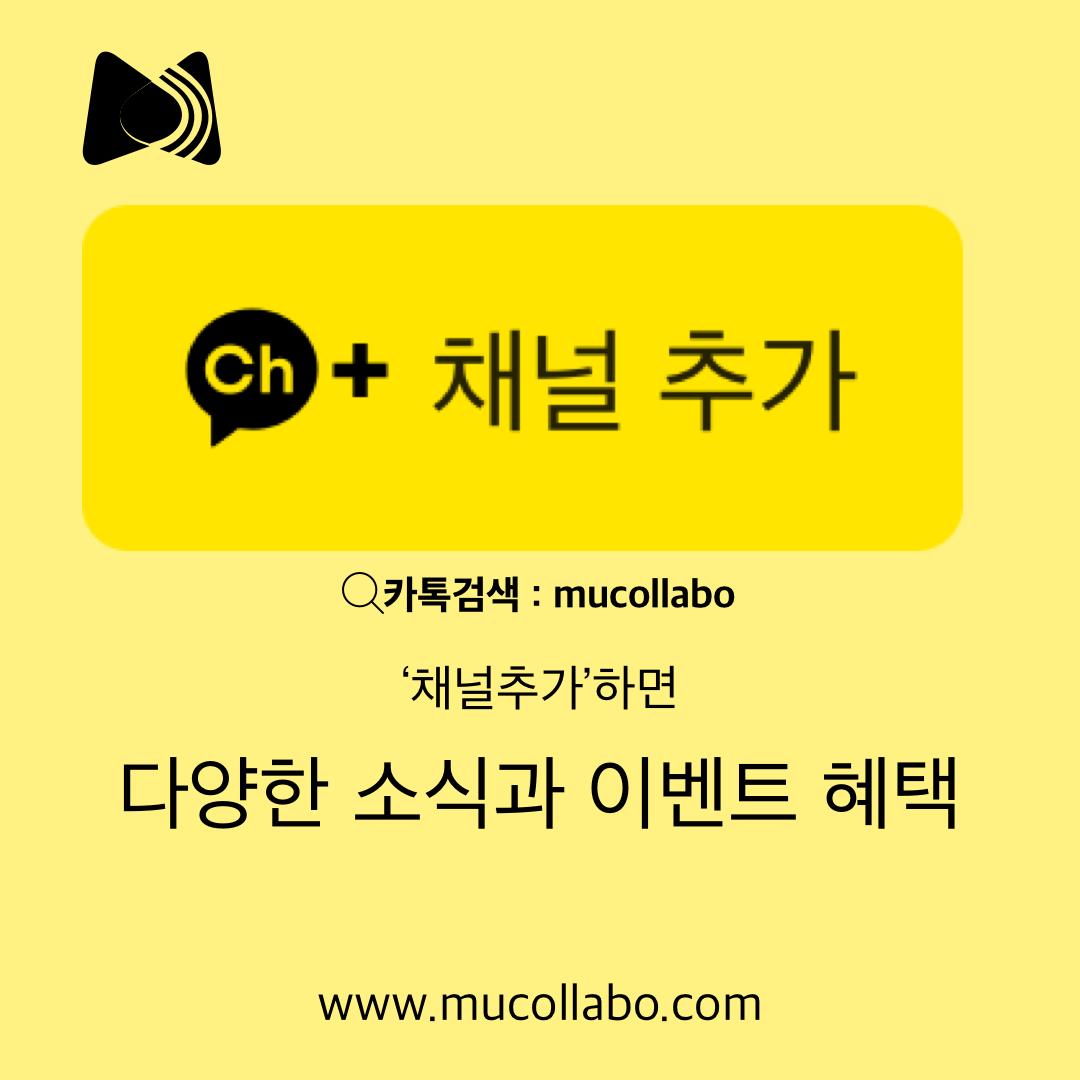 Ch+ 채널 추가
카톡검색 : mucollabo
‘채널추가’하면
다양한 소식과 이벤트 혜택
www.mucollabo.com